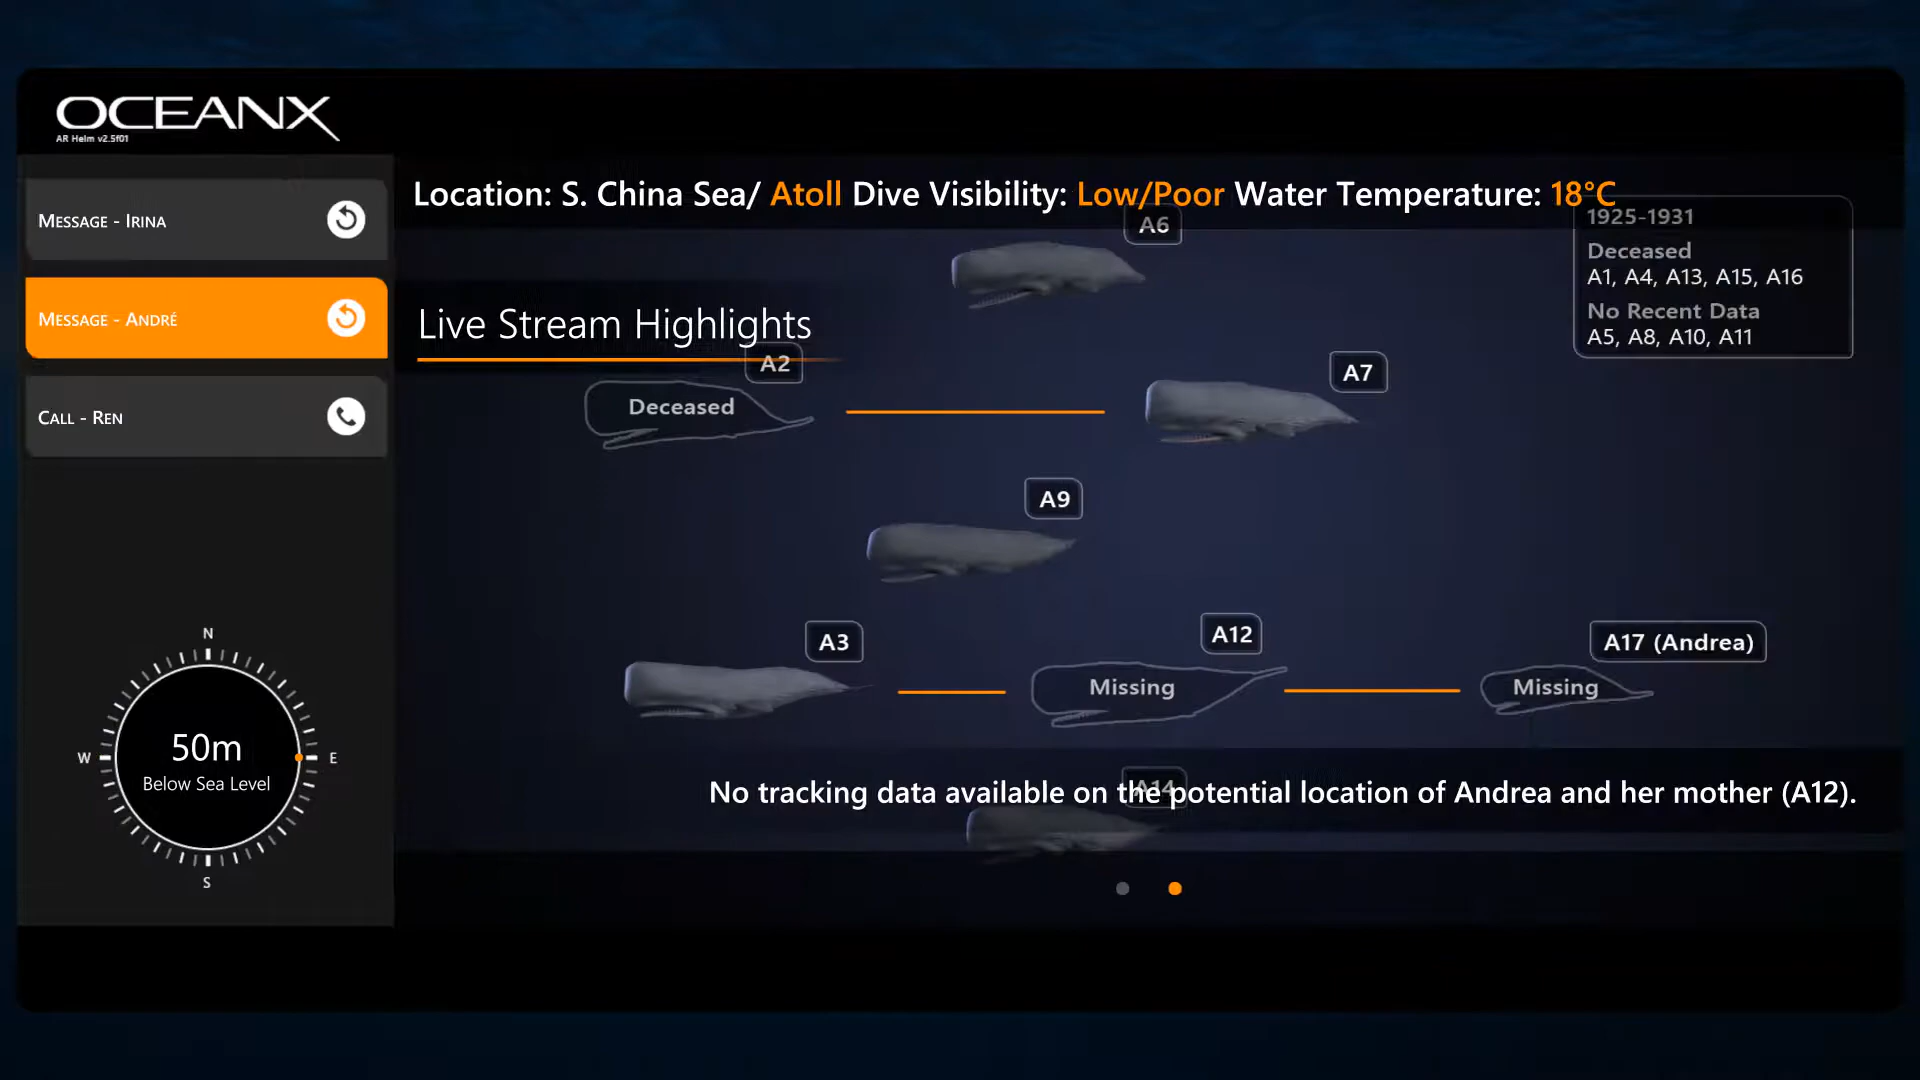 OCEANX
AR Helm v2.5f01
MESSAGE - IRINA
MESSAGE - ANDRÉ
CALL - REN
N
W
E
S
50m
Below Sea Level
Location: S. China Sea/ Atoll Dive Visibility: Low/Poor Water Temperature: 18°C
1925-1931
Deceased
A1, A4, A13, A15, A16
No Recent Data
A5, A8, A10, A11
A6
Live Stream Highlights
A2
Deceased
A7
A9
A3
A12
Missing
A17 (Andrea)
Missing
A14
No tracking data available on the potential location of Andrea and her mother (A12).